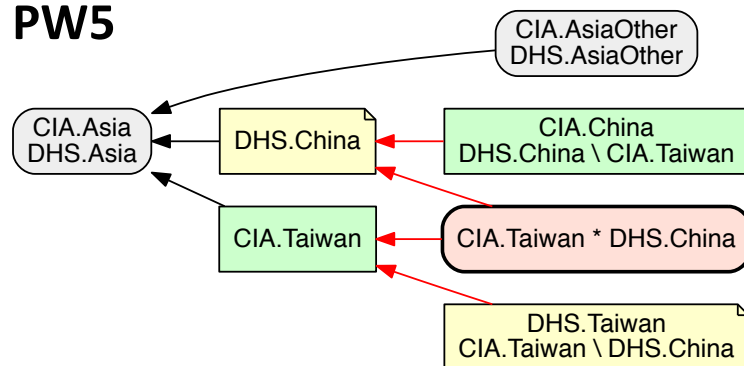 PW5
CIA.AsiaOther
DHS.AsiaOther
CIA.Asia
DHS.Asia
DHS.China
CIA.China
DHS.China \ CIA.Taiwan
CIA.Taiwan
CIA.Taiwan * DHS.China
DHS.Taiwan
CIA.Taiwan \ DHS.China